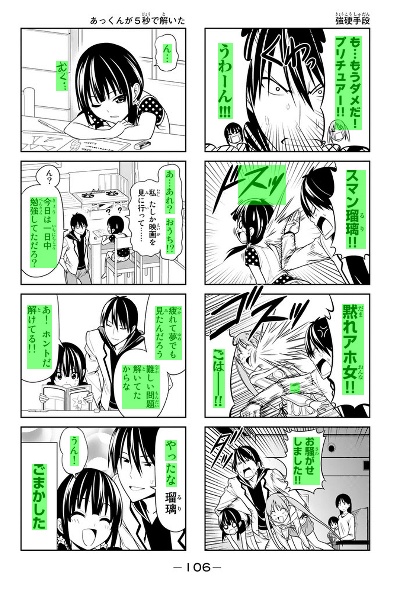 強硬手段
も…もうダメだ！
プリチュアー!!
うわーん!!!
スマン瑠璃!!
ズッ
黙れアホ女!!
ごはー!!
お騒がせ
しました!!
あっくんが5秒で解いた
ん…
むく…
あ…あれ？
おうち!?
私、たしか映画を
見に行って……
ん？
今日は一日中
勉強してただろ？
疲れて夢でも
見たんだろう
難しい問題
解いてた
からな
あ！ホントだ
解けてる!!
やったな
瑠璃
うん！
ごまかした
—106—